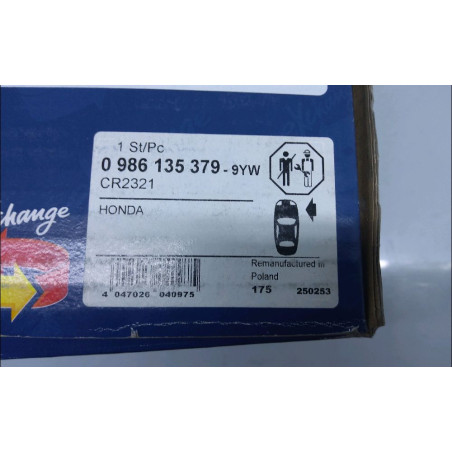 1 St/Pc
0 986 135 379 - 9YW
CR2321
HONDA
change
Remanufactured in
Poland
4 047026 040975
175 250253